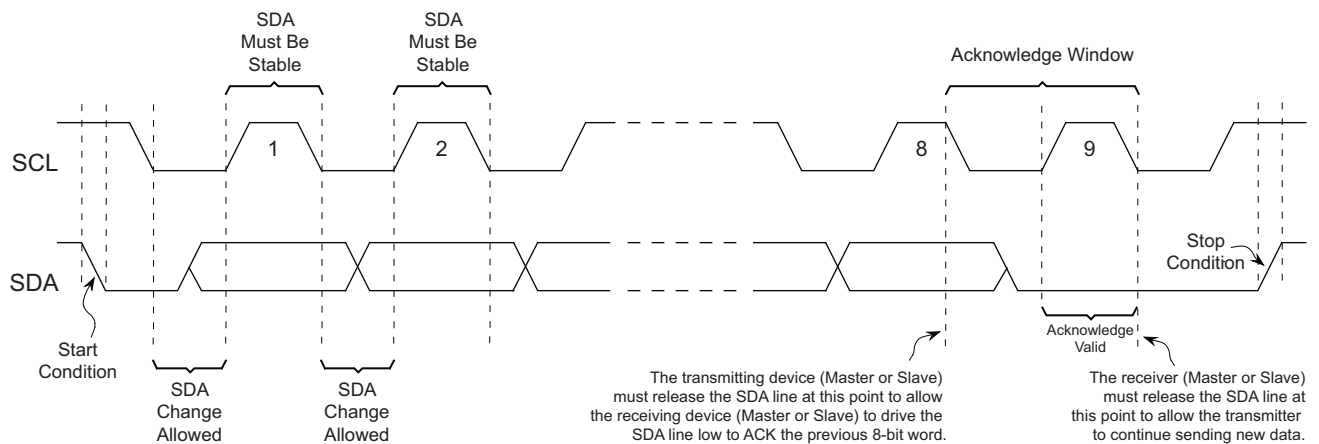 SDA
Must Be
Stable
SDA
Must Be
Stable
Acknowledge Window
SCL
1
2
8
9
SDA
Stop
Condition
Start
Condition
SDA
Change
Allowed
SDA
Change
Allowed
Acknowledge
Valid
The transmitting device (Master or Slave)
must release the SDA line at this point to allow
the receiving device (Master or Slave) to drive the
SDA line low to ACK the previous 8-bit word.
The receiver (Master or Slave)
must release the SDA line at
this point to allow the transmitter
to continue sending new data.